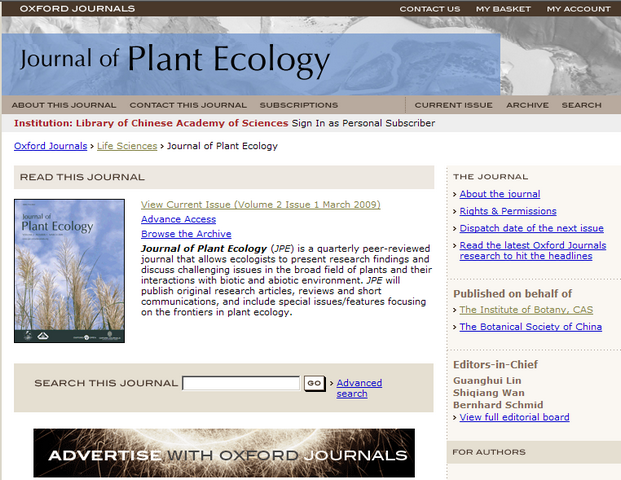 OXFORD JOURNALS
CONTACT US MY BASKET MY ACCOUNT
Journal of Plant Ecology
ABOUT THIS JOURNAL CONTACT THIS JOURNAL SUBSCRIPTIONS
CURRENT ISSUE ARCHIVE SEARCH
Institution: Library of Chinese Academy of Sciences Sign In as Personal Subscriber
Oxford Journals > Life Sciences > Journal of Plant Ecology
READ THIS JOURNAL
Journal of
Plant Ecology
View Current Issue (Volume 2 Issue 1 March 2009)
Advance Access
Browse the Archive
Journal of Plant Ecology (JPE) is a quarterly peer-reviewed
journal that allows ecologists to present research findings and
discuss challenging issues in the broad field of plants and their
interactions with biotic and abiotic environment. JPE will
publish original research articles, reviews and short
communications, and include special issues/features focusing
on the frontiers in plant ecology.
SEARCH THIS JOURNAL GO > Advanced
search
ADVERTISE WITH OXFORD JOURNALS
THE JOURNAL
> About the journal
> Rights & Permissions
> Dispatch date of the next issue
> Read the latest Oxford Journals
research to hit the headlines
Published on behalf of
> The Institute of Botany, CAS
> The Botanical Society of China
Editors-in-Chief
Guanghui Lin
Shiqiang Wan
Bernhard Schmid
> View full editorial board
FOR AUTHORS